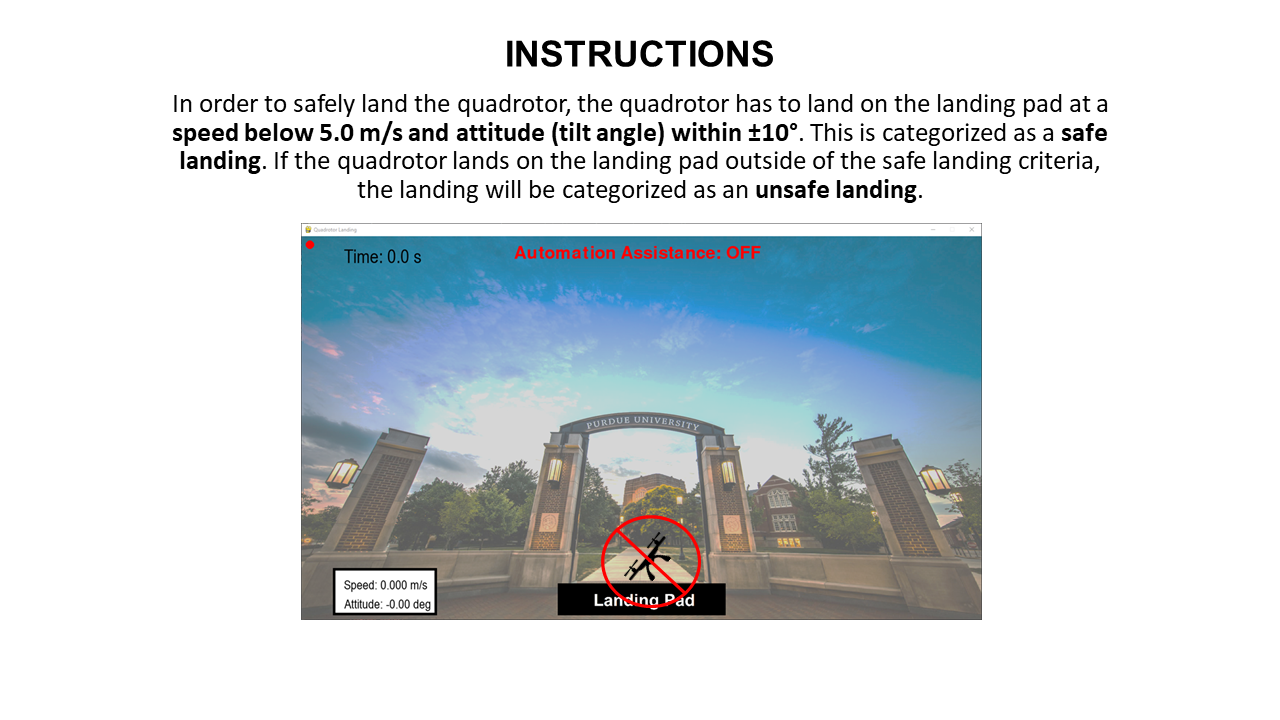 INSTRUCTIONS
In order to safely land the quadrotor, the quadrotor has to land on the landing pad at a
speed below 5.0 m/s and attitude (tilt angle) within ±10°. This is categorized as a safe
landing. If the quadrotor lands on the landing pad outside of the safe landing criteria,
the landing will be categorized as an unsafe landing.
Quadrotor Landing
Time: 0.0 s
Automation Assistance: OFF
PURDUE UNIVERSITY
Speed: 0.000 m/s
Attitude: -0.00 deg
Landing Pad